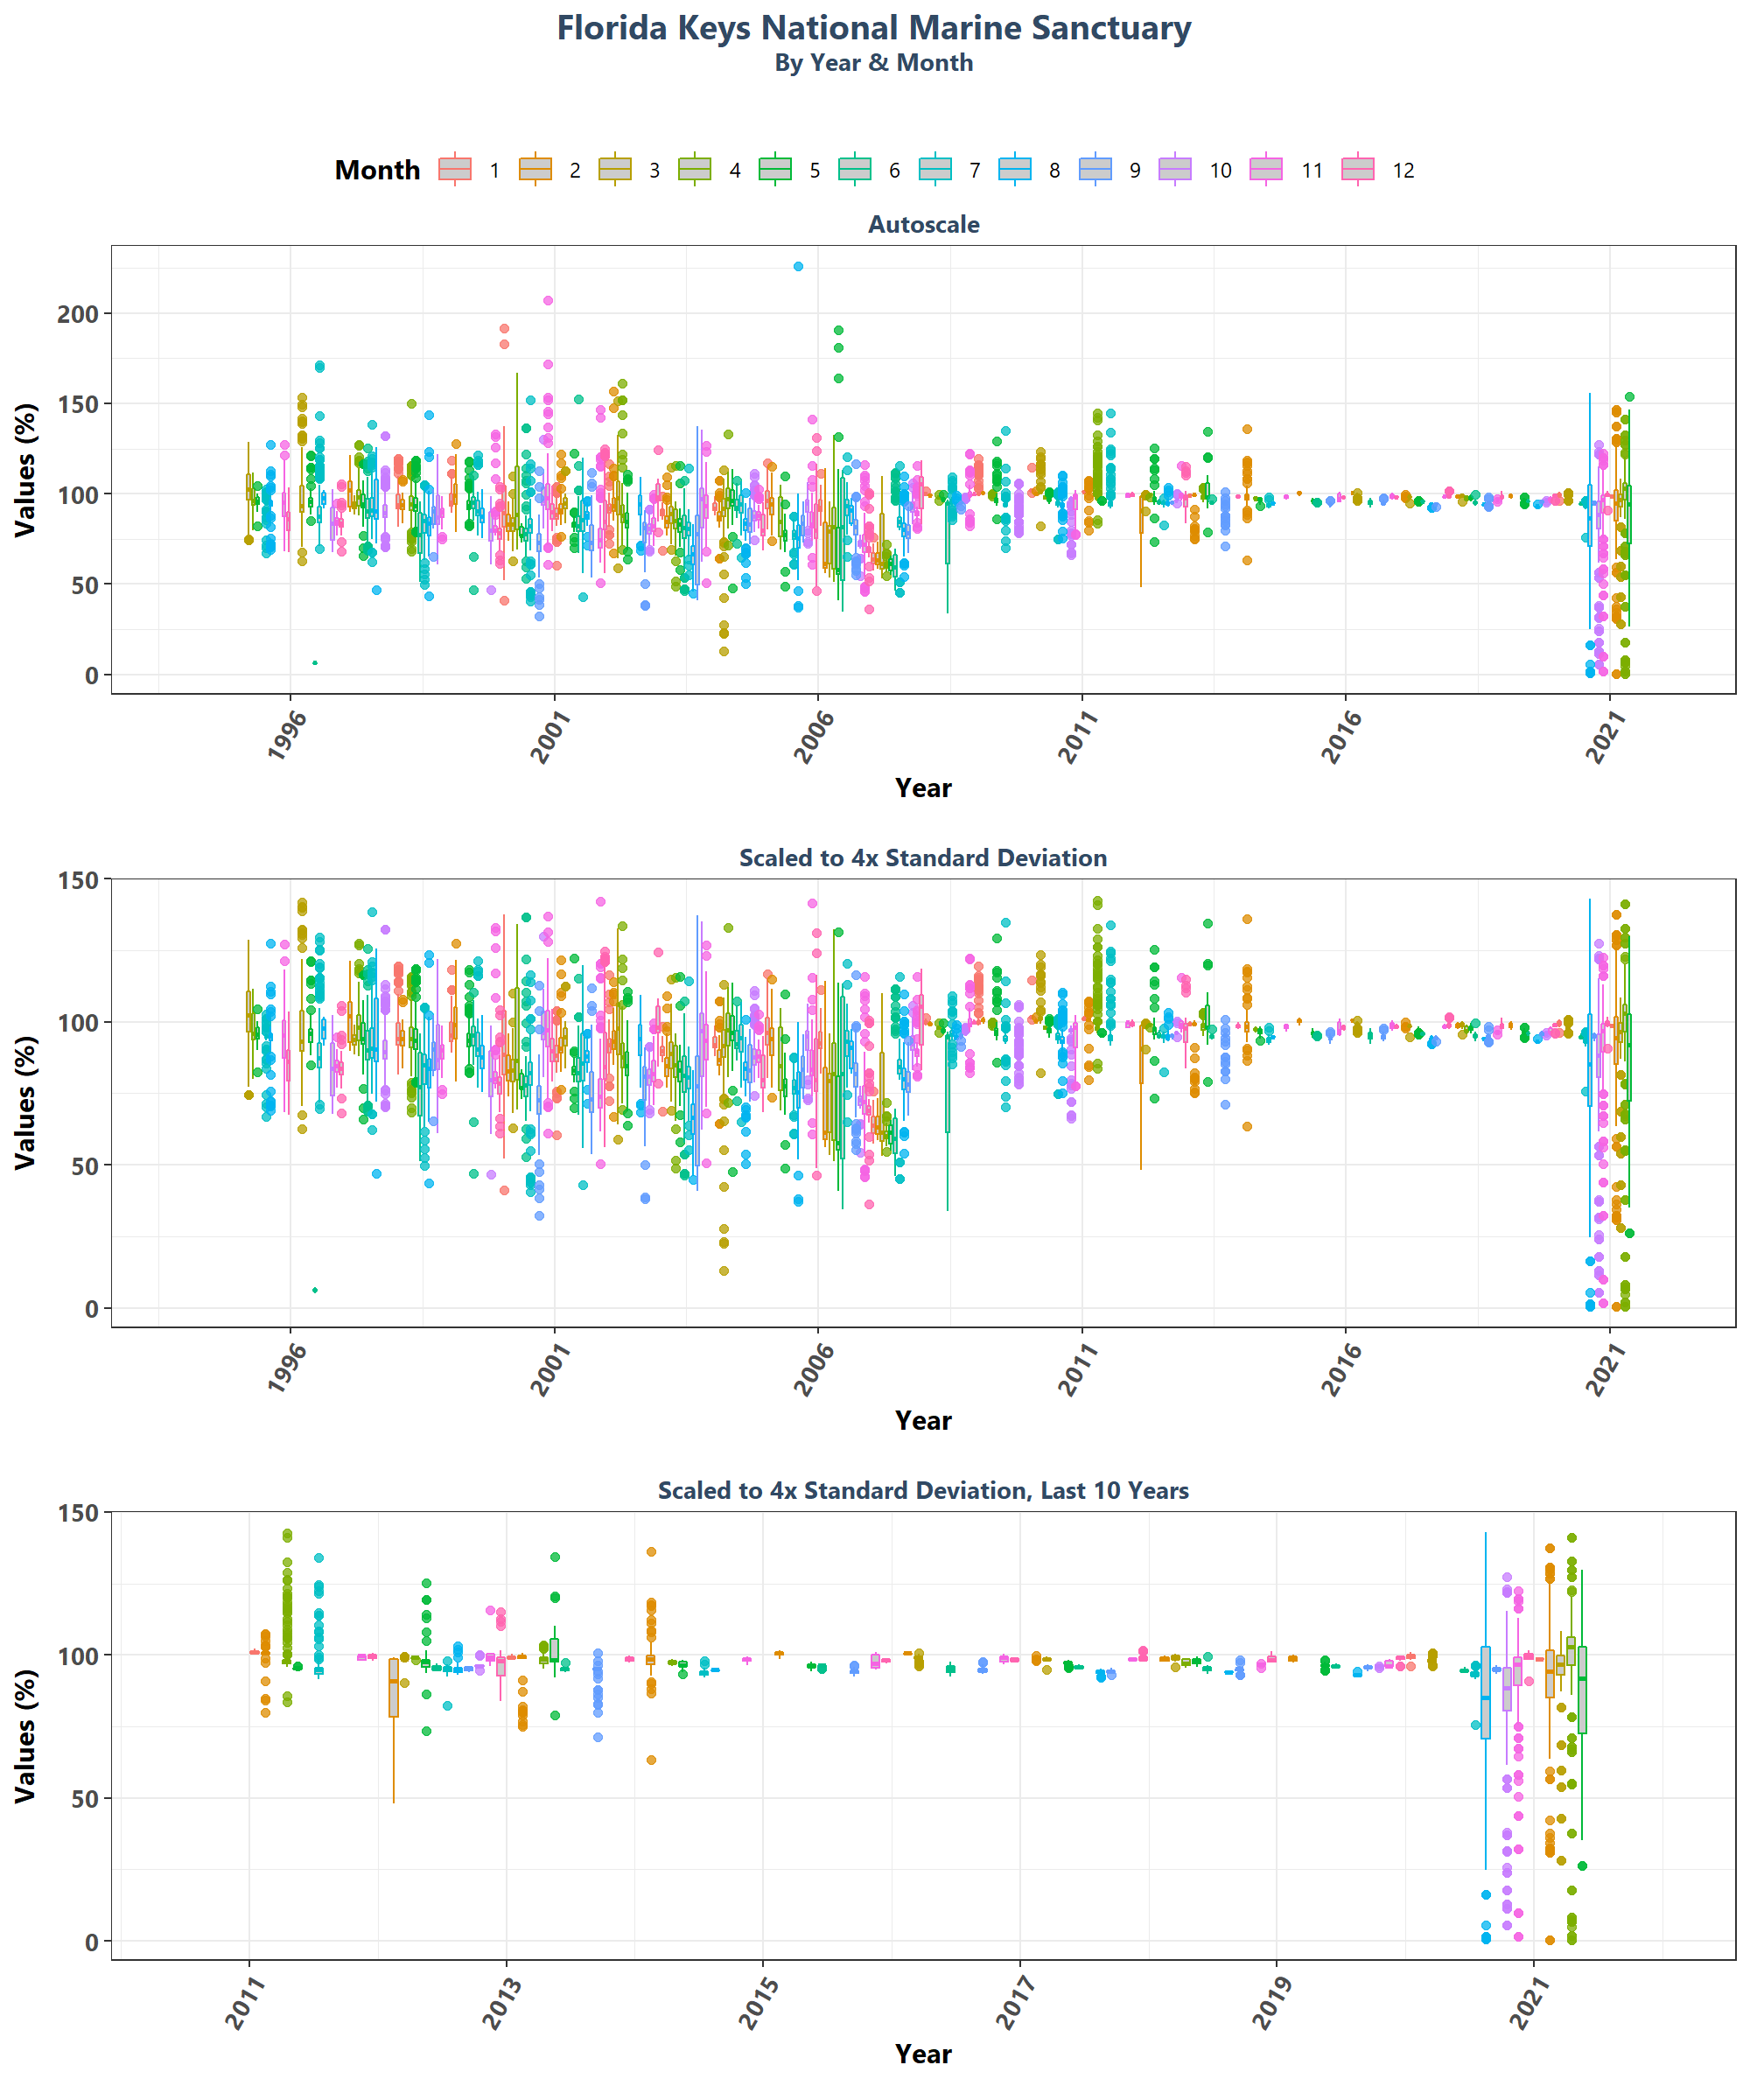 Florida Keys National Marine Sanctuary
By Year & Month
Month 1 2 3 4 5 6 7 8 9 10 11 12
Autoscale
Values (%)
200
150
100
50
0
1996 2001 2006 2011 2016 2021
Year
Scaled to 4x Standard Deviation
Values (%)
150
100
50
0
1996 2001 2006 2011 2016 2021
Year
Scaled to 4x Standard Deviation, Last 10 Years
Values (%)
150
100
50
0
2011 2013 2015 2017 2019 2021
Year